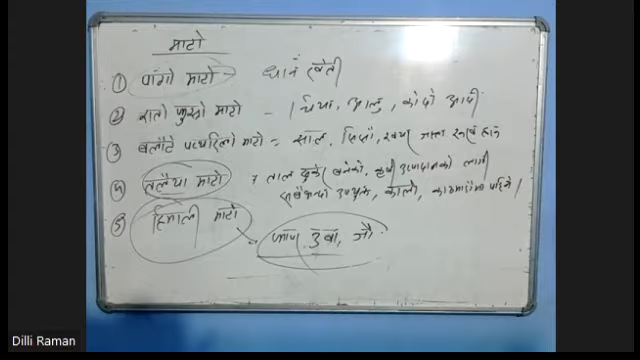 माटो
① पांगो माटो - धान खेती
② रातो फुस्रो माटो - चिया, आलु, कोदो आदी
③ बलौटे पत्थरिलो माटो = साल, सिसौ, खयर जस्ता रुखहरु
④ तलैया माटो → ताल सुकेर बनेको, कृषी उत्पादनको लागी
सबैभन्दा उपयुक्त, कालो, काठमाडौंमा पाइने।
⑤ हिमाली माटो
फापर, उवा, जौ
Dilli Raman